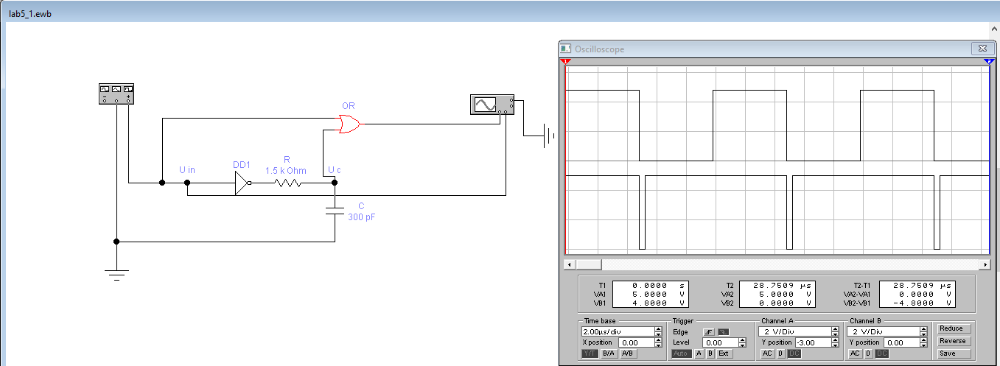 lab5_1.ewb
Oscilloscope
1
2
OR
DD1
R
1.5 k Ohm
U in
U c
C
300 pF
T1 0.0000 s
VA1 5.0000 V
VB1 4.8000 V
T2 28.7509 µs
VA2 5.0000 V
VB2 0.0000 V
T2-T1 28.7509 µs
VA2-VA1 0.0000 V
VB2-VB1 -4.8000 V
Time base
2.00µs/div
X position 0.00
Y/T B/A A/B
Trigger
Edge
Level 0.00
Auto A B Ext
Channel A
2 V/Div
Y position -3.00
AC 0 DC
Channel B
2 V/Div
Y position 0.00
AC 0 DC
Reduce
Reverse
Save